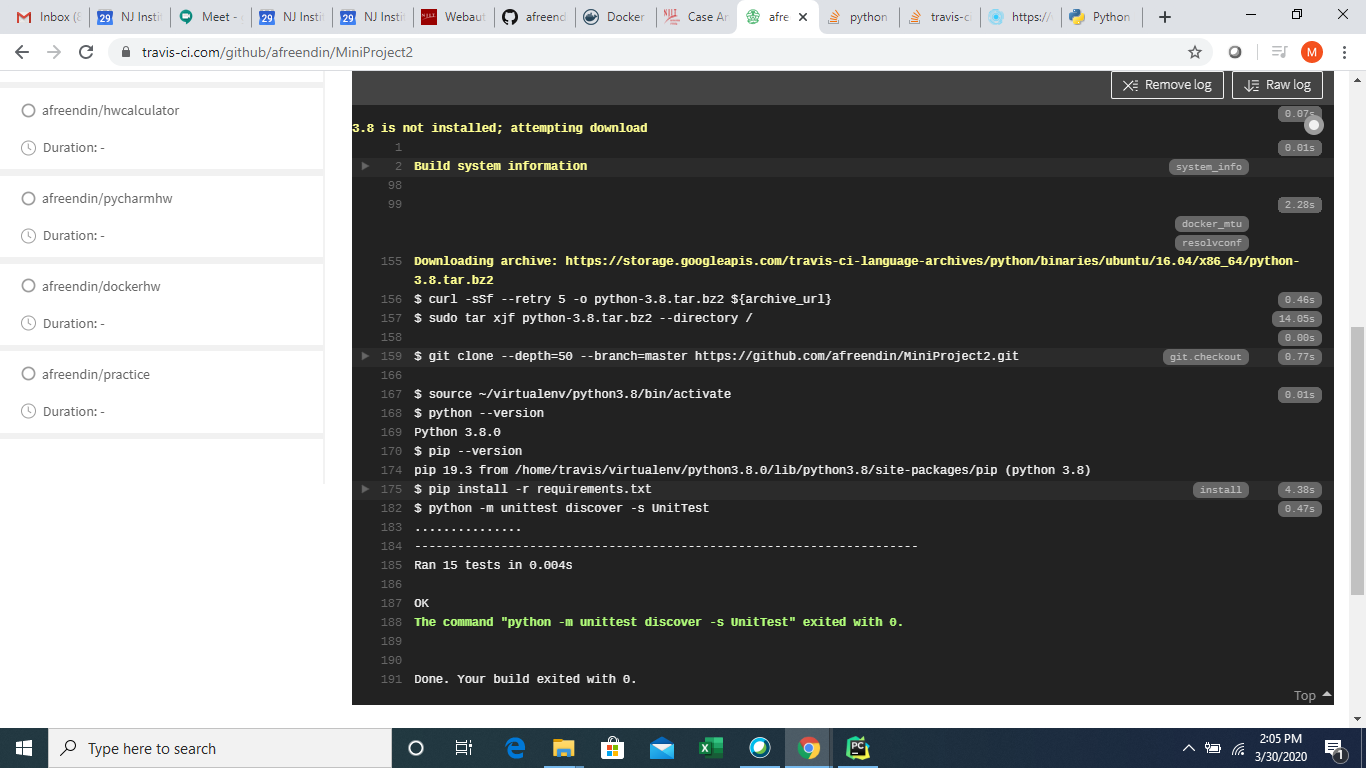 Inbox (
29 NJ Instit
Meet -
29 NJ Insti
29 NJ Insti
NJIT Webaut
afreend
Docker
NJIT Case Ar
afre
python
travis-c
https://
Python
travis-ci.com/github/afreendin/MiniProject2
M
afreendin/hwcalculator
Duration: -
afreendin/pycharmhw
Duration: -
afreendin/dockerhw
Duration: -
afreendin/practice
Duration: -
Remove log
Raw log
0.07s
3.8 is not installed; attempting download
1 0.01s
2 Build system information system_info
98
99 2.28s
docker_mtu
resolvconf
155 Downloading archive: https://storage.googleapis.com/travis-ci-language-archives/python/binaries/ubuntu/16.04/x86_64/python-
3.8.tar.bz2
156 $ curl -sSf --retry 5 -o python-3.8.tar.bz2 ${archive_url} 0.46s
157 $ sudo tar xjf python-3.8.tar.bz2 --directory / 14.05s
158 0.00s
159 $ git clone --depth=50 --branch=master https://github.com/afreendin/MiniProject2.git git.checkout 0.77s
166
167 $ source ~/virtualenv/python3.8/bin/activate 0.01s
168 $ python --version
169 Python 3.8.0
170 $ pip --version
174 pip 19.3 from /home/travis/virtualenv/python3.8.0/lib/python3.8/site-packages/pip (python 3.8)
175 $ pip install -r requirements.txt install 4.38s
182 $ python -m unittest discover -s UnitTest 0.47s
183 ...............
184 ----------------------------------------------------------------------
185 Ran 15 tests in 0.004s
186
187 OK
188 The command "python -m unittest discover -s UnitTest" exited with 0.
189
190
191 Done. Your build exited with 0.
Top
Type here to search
PC
2:05 PM
3/30/2020
1